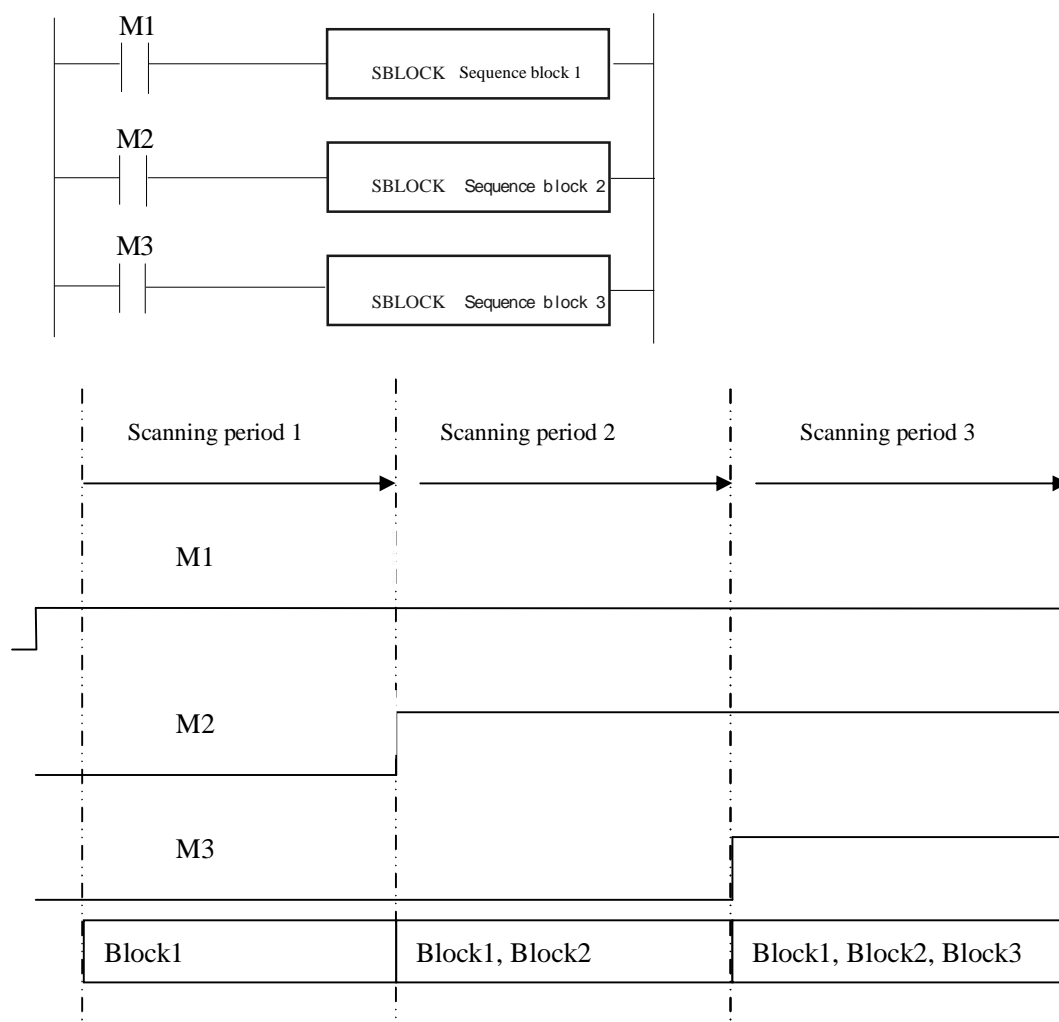 M1
SBLOCK Sequence block 1
M2
SBLOCK Sequence block 2
M3
SBLOCK Sequence block 3
Scanning period 1 Scanning period 2 Scanning period 3
M1
M2
M3
Block1 Block1, Block2 Block1, Block2, Block3